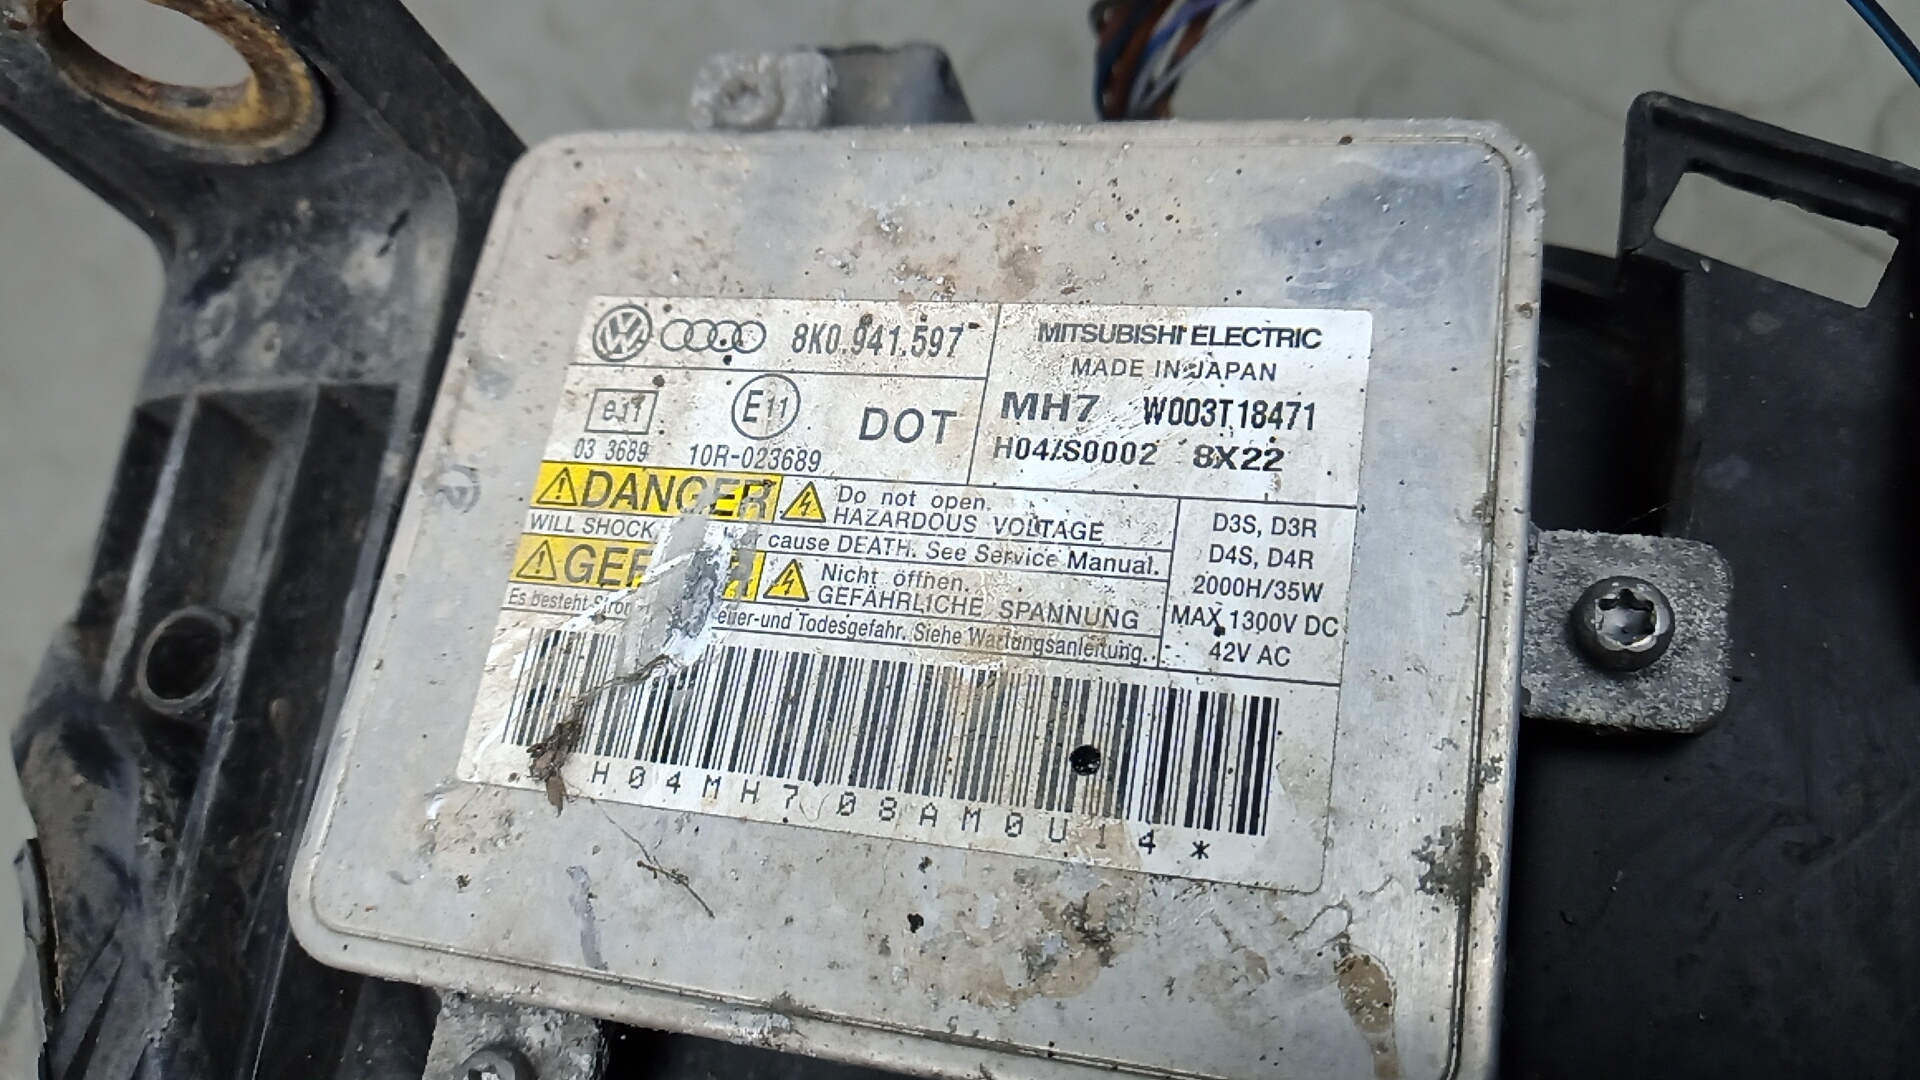 8K0.941.597
MITSUBISHI ELECTRIC
MADE IN JAPAN
MH7 W003T18471
H04/S0002 8X22
e11 E11 DOT
03 3689 10R-023689
DANGER Do not open.
HAZARDOUS VOLTAGE
WILL SHOCK cause DEATH. See Service Manual.
Nicht öffnen.
GEFÄHRLICHE SPANNUNG
Es besteht Todesgefahr. Siehe Wartungsanleitung.
D3S, D3R
D4S, D4R
2000H/35W
MAX 1300V DC
42V AC
H04MH708AM0U14*